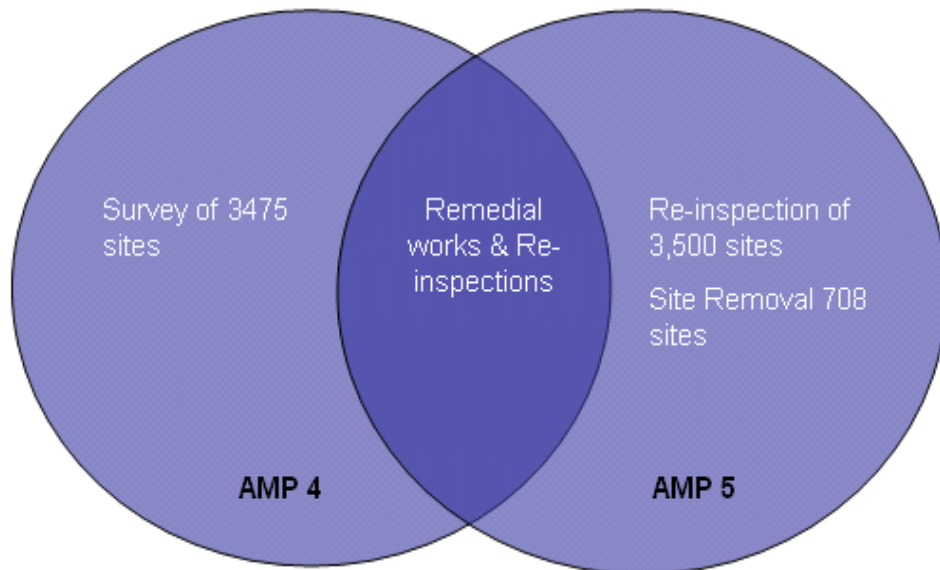 Survey of 3475
sites
Remedial
works & Re-
inspections
Re-inspection of
3,500 sites
Site Removal 708
sites
AMP 4
AMP 5